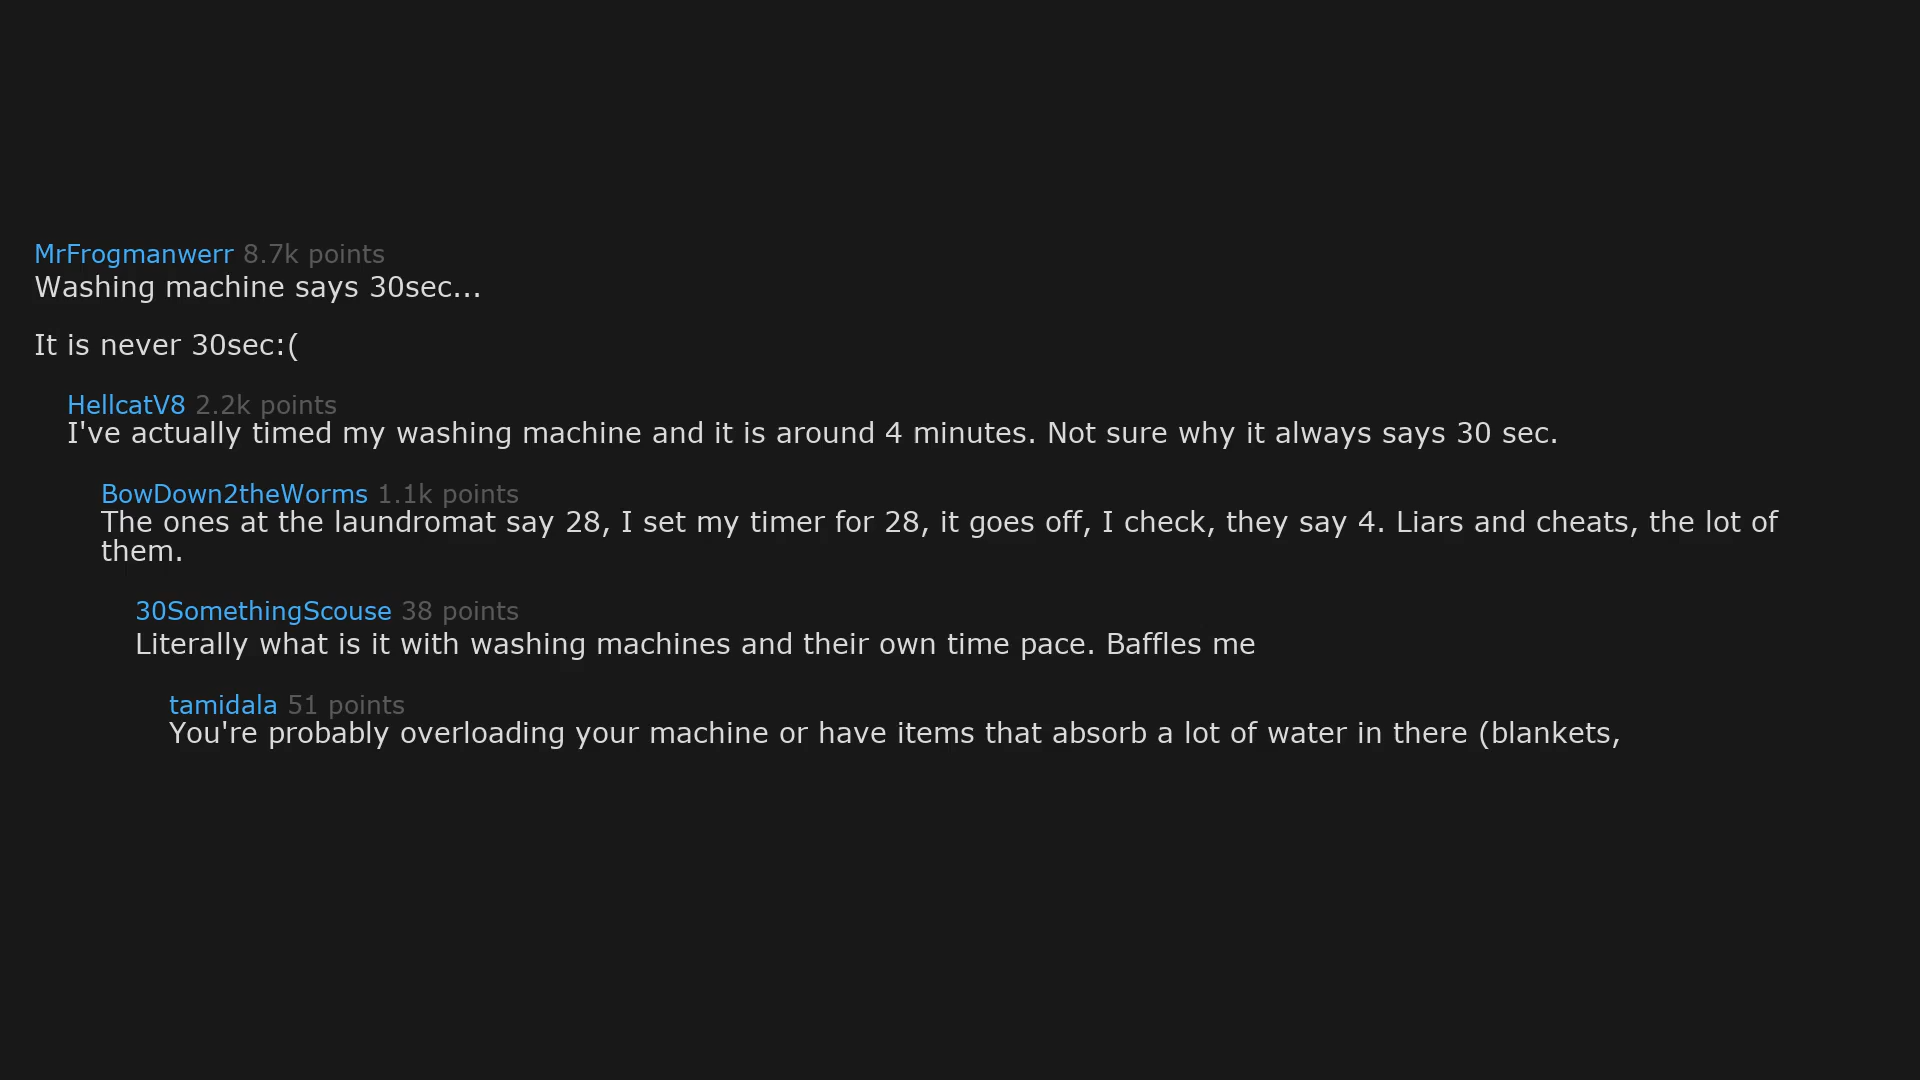 MrFrogmanwerr 8.7k points
Washing machine says 30sec...
It is never 30sec:(
HellcatV8 2.2k points
I've actually timed my washing machine and it is around 4 minutes. Not sure why it always says 30 sec.
BowDown2theWorms 1.1k points
The ones at the laundromat say 28, I set my timer for 28, it goes off, I check, they say 4. Liars and cheats, the lot of
them.
30SomethingScouse 38 points
Literally what is it with washing machines and their own time pace. Baffles me
tamidala 51 points
You're probably overloading your machine or have items that absorb a lot of water in there (blankets,